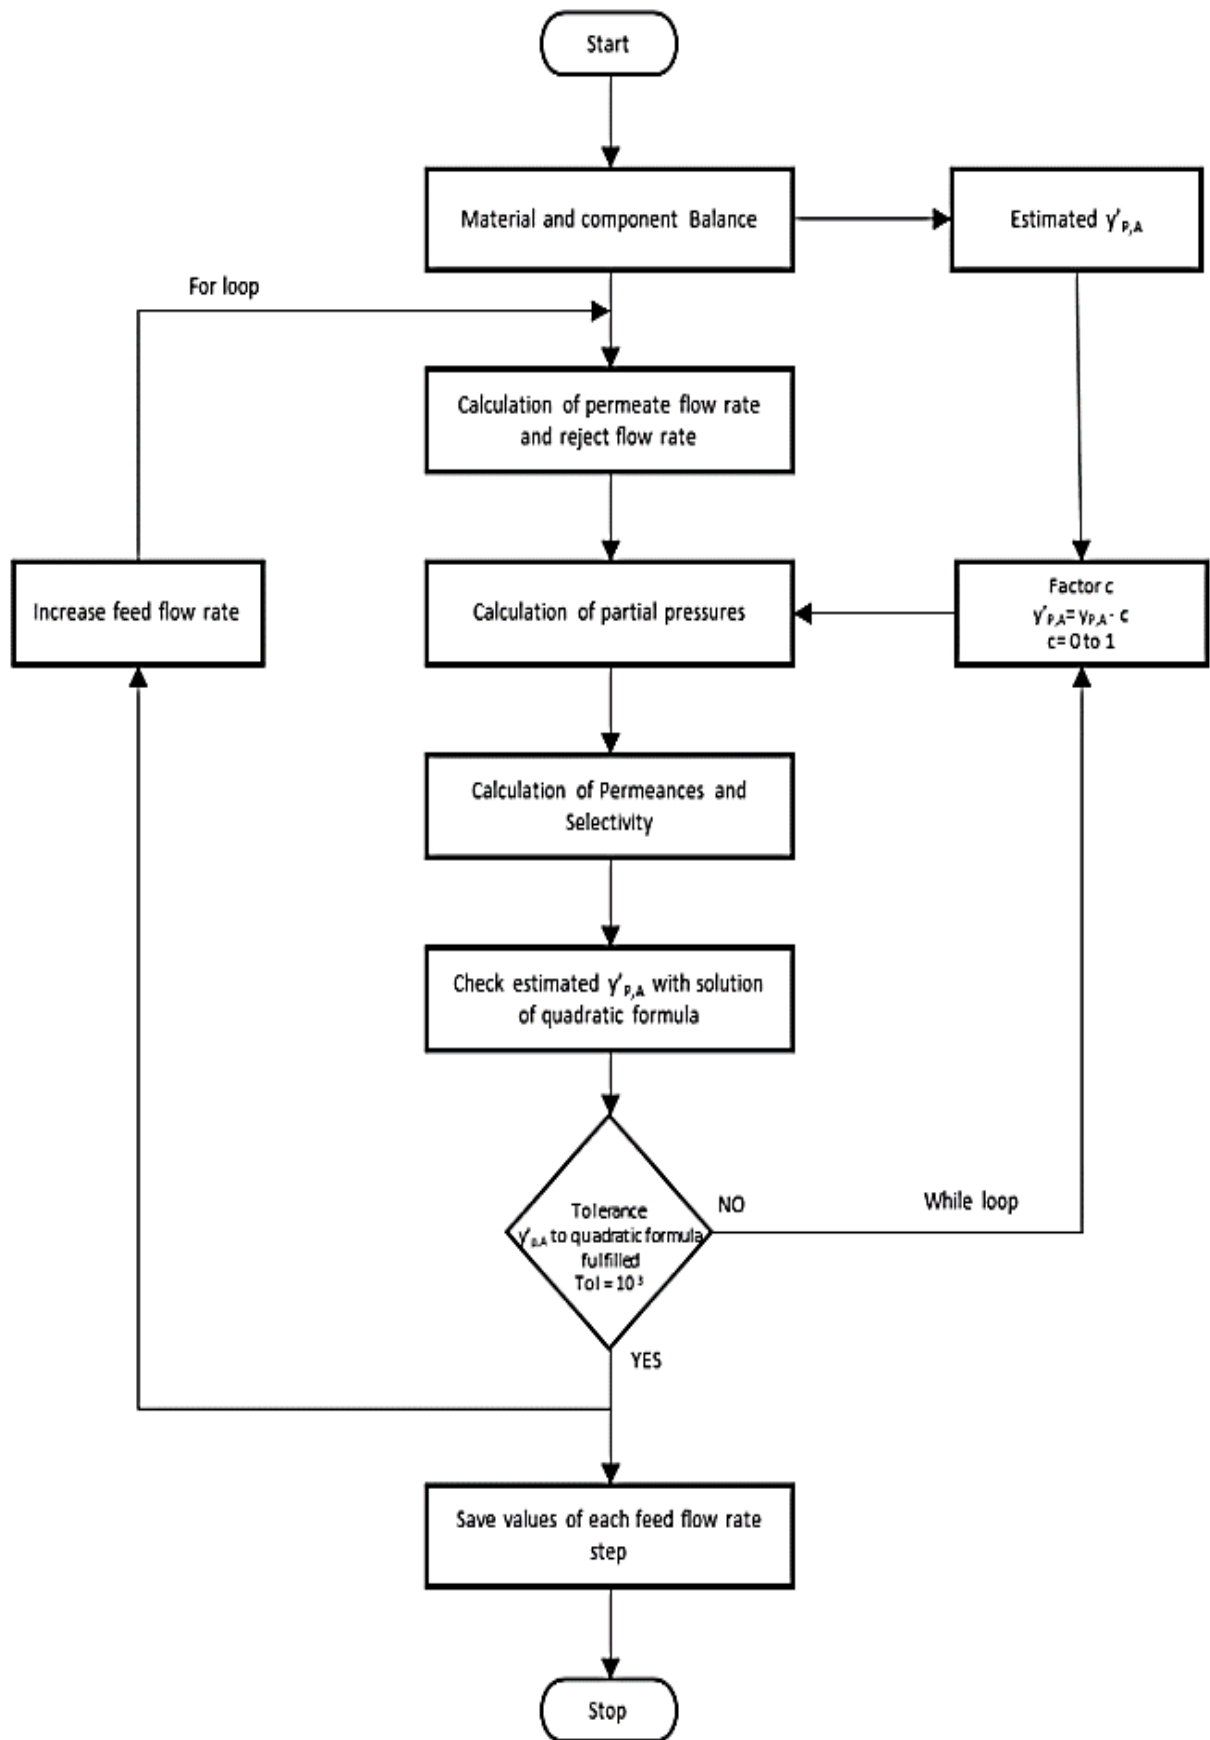 Start
Material and component Balance
Estimated y'P,A
For loop
Calculation of permeate flow rate
and reject flow rate
Increase feed flow rate
Calculation of partial pressures
Factor c
y'P,A= yP,A - c
c= 0 to 1
Calculation of Permeances and
Selectivity
Check estimated y'P,A with solution
of quadratic formula
Tolerance
y'P,A to quadratic formula
fulfilled
Tol = 10³
NO
While loop
YES
Save values of each feed flow rate
step
Stop